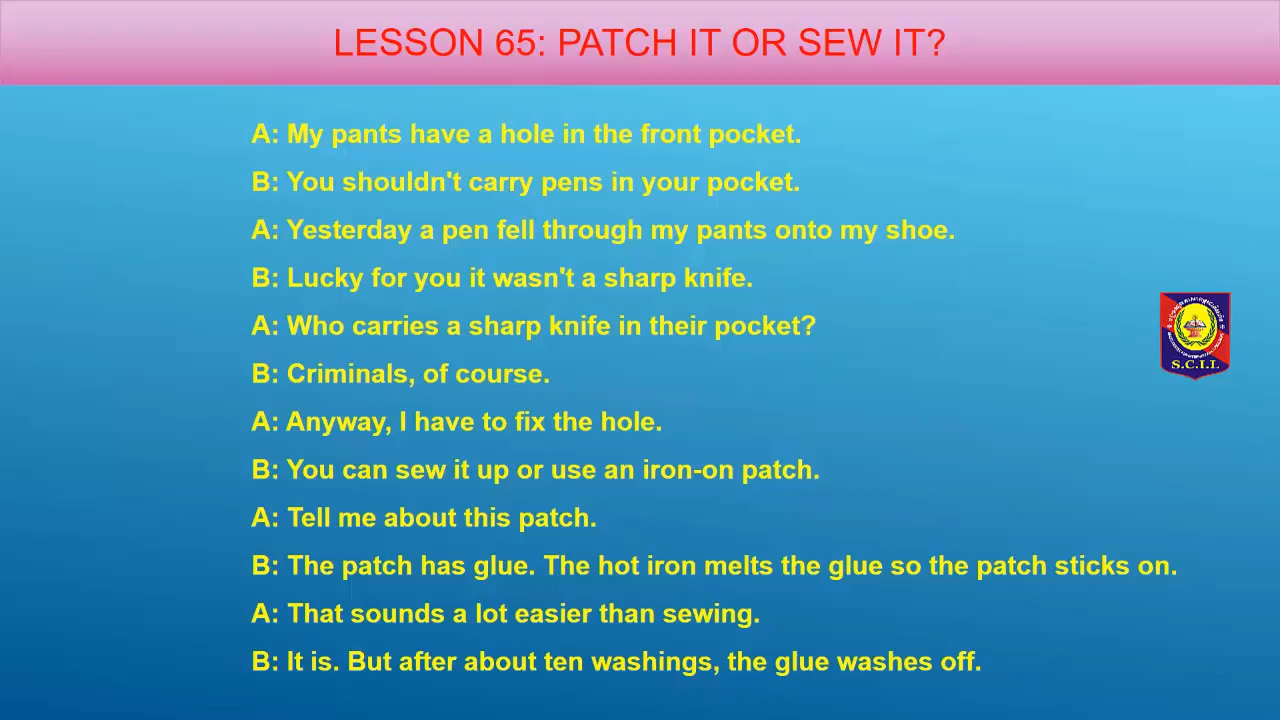 LESSON 65: PATCH IT OR SEW IT?
A: My pants have a hole in the front pocket.
B: You shouldn't carry pens in your pocket.
A: Yesterday a pen fell through my pants onto my shoe.
B: Lucky for you it wasn't a sharp knife.
A: Who carries a sharp knife in their pocket?
B: Criminals, of course.
A: Anyway, I have to fix the hole.
B: You can sew it up or use an iron-on patch.
A: Tell me about this patch.
B: The patch has glue. The hot iron melts the glue so the patch sticks on.
A: That sounds a lot easier than sewing.
B: It is. But after about ten washings, the glue washes off.
S.C.I.L